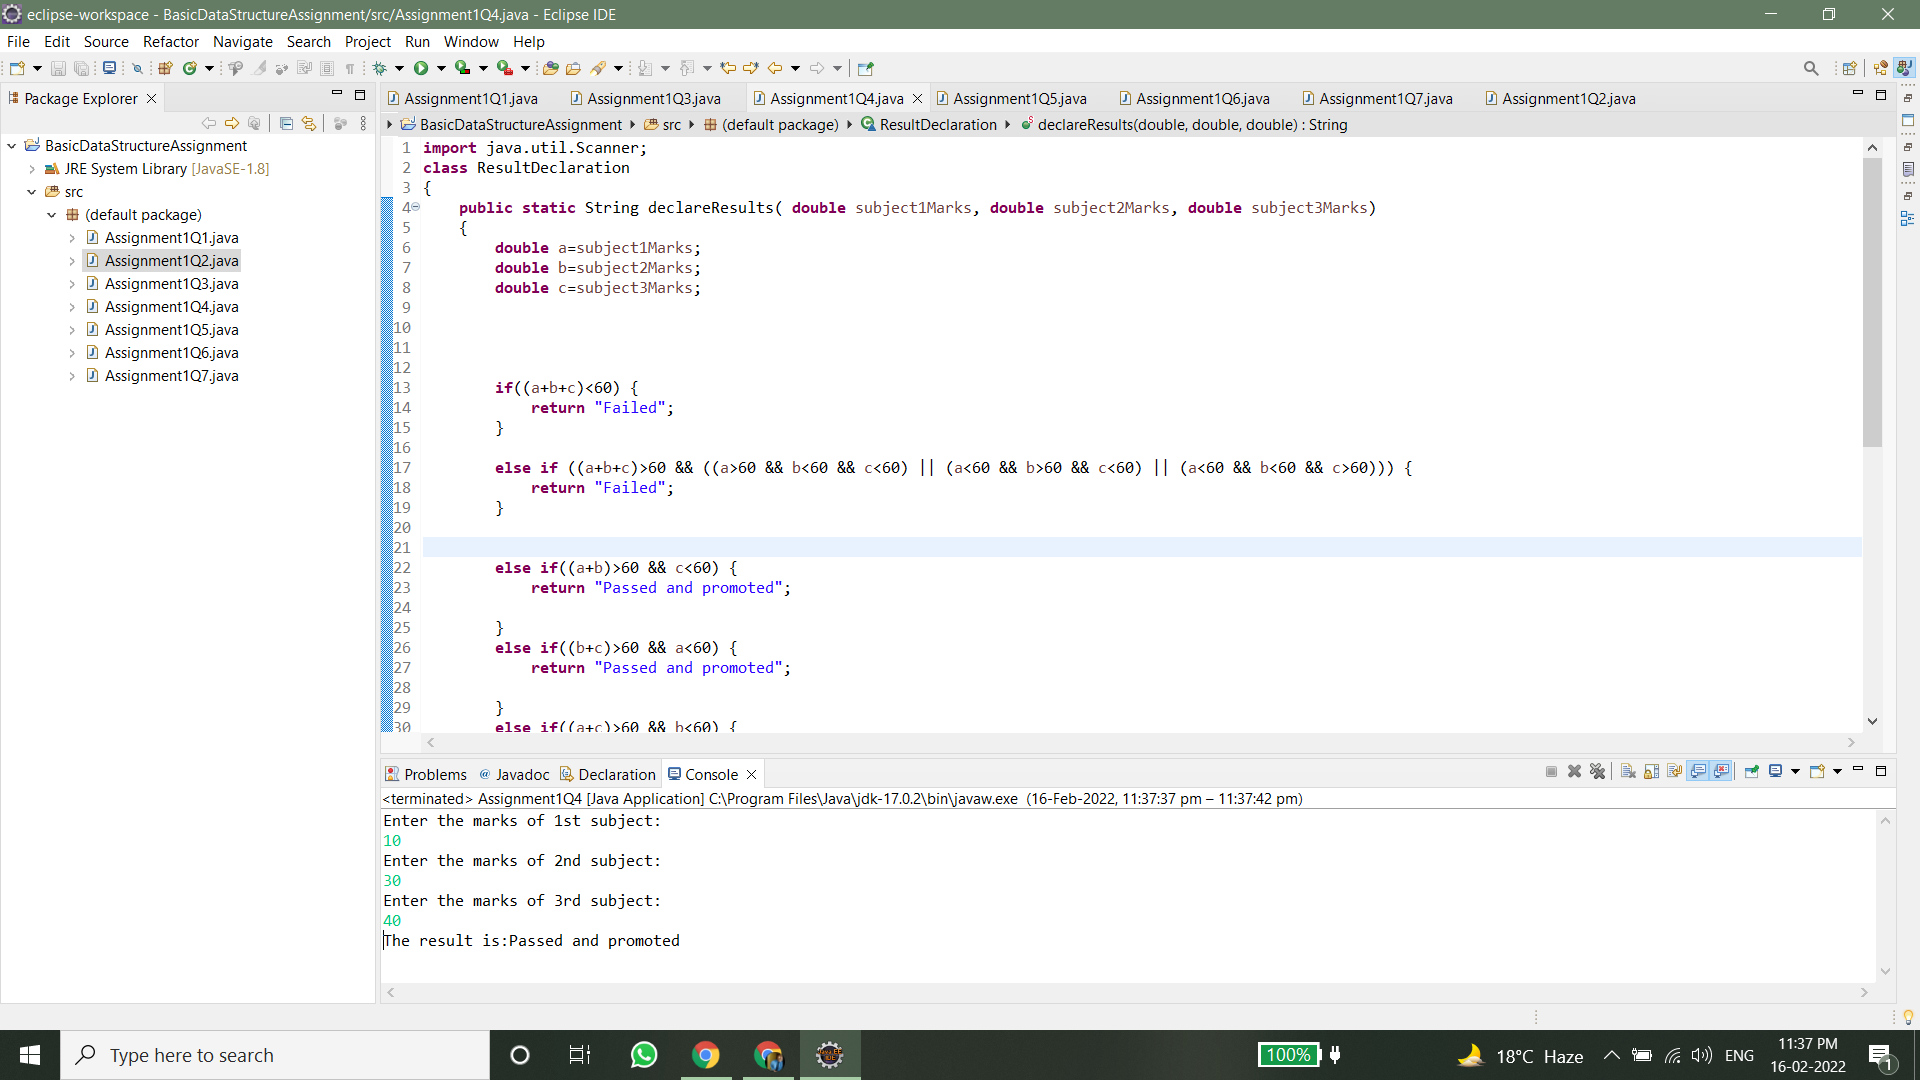 eclipse-workspace - BasicDataStructureAssignment/src/Assignment1Q4.java - Eclipse IDE
File Edit Source Refactor Navigate Search Project Run Window Help
Package Explorer
BasicDataStructureAssignment
JRE System Library [JavaSE-1.8]
src
(default package)
Assignment1Q1.java
Assignment1Q2.java
Assignment1Q3.java
Assignment1Q4.java
Assignment1Q5.java
Assignment1Q6.java
Assignment1Q7.java
Assignment1Q1.java Assignment1Q3.java Assignment1Q4.java Assignment1Q5.java Assignment1Q6.java Assignment1Q7.java Assignment1Q2.java
BasicDataStructureAssignment src (default package) ResultDeclaration declareResults(double, double, double) : String
1 import java.util.Scanner;
2 class ResultDeclaration
3 {
4 public static String declareResults( double subject1Marks, double subject2Marks, double subject3Marks)
5 {
6 double a=subject1Marks;
7 double b=subject2Marks;
8 double c=subject3Marks;
9
10
11
12
13 if((a+b+c)<60) {
14 return "Failed";
15 }
16
17 else if ((a+b+c)>60 && ((a>60 && b<60 && c<60) || (a<60 && b>60 && c<60) || (a<60 && b<60 && c>60))) {
18 return "Failed";
19 }
20
21
22 else if((a+b)>60 && c<60) {
23 return "Passed and promoted";
24
25 }
26 else if((b+c)>60 && a<60) {
27 return "Passed and promoted";
28
29 }
30 else if((a+c)>60 && b<60) {
Problems Javadoc Declaration Console
<terminated> Assignment1Q4 [Java Application] C:\Program Files\Java\jdk-17.0.2\bin\javaw.exe (16-Feb-2022, 11:37:37 pm – 11:37:42 pm)
Enter the marks of 1st subject:
10
Enter the marks of 2nd subject:
30
Enter the marks of 3rd subject:
40
The result is:Passed and promoted
Type here to search
100%
18°C Haze
ENG
11:37 PM
16-02-2022
1